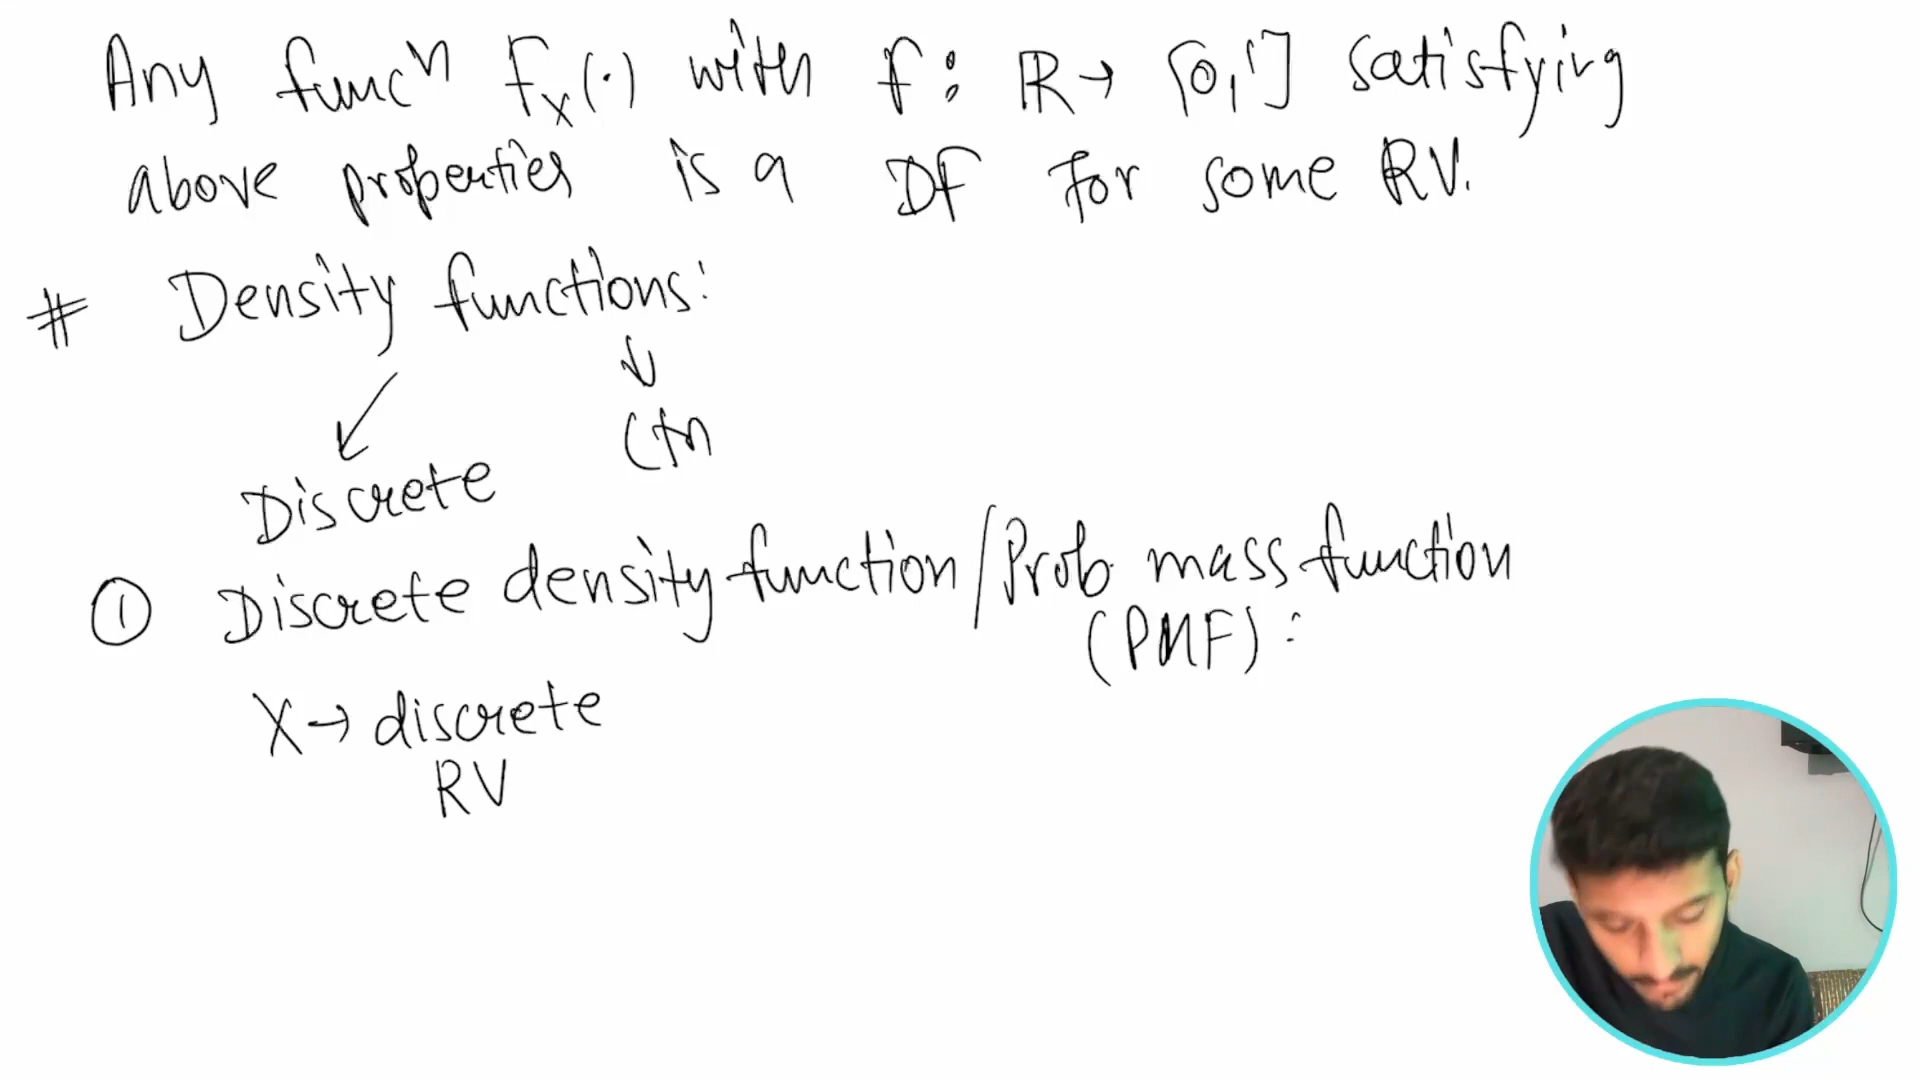 Any funcⁿ Fₓ(·) with f: ℝ → [0,1] satisfying
above properties is a DF for some RV.
# Density functions:
Discrete
Ctn
① Discrete density function/Prob. mass function
(PMF):
X → discrete
RV